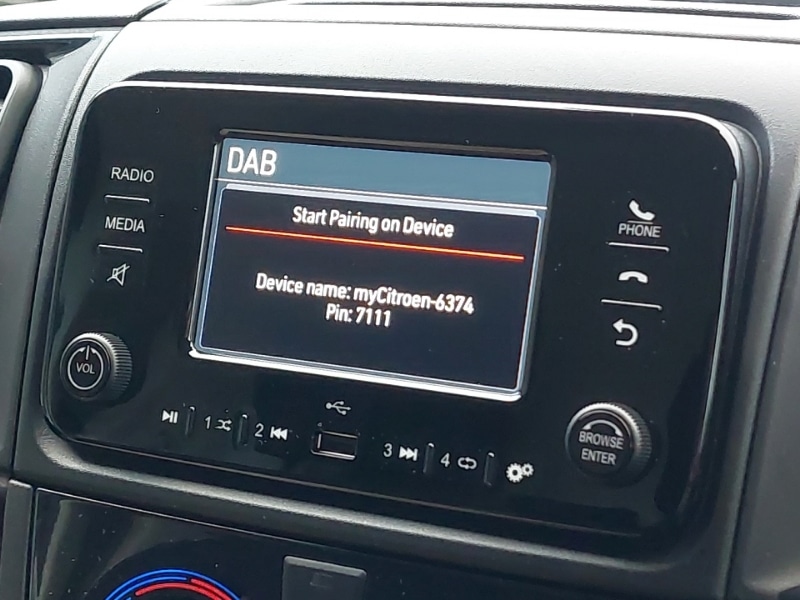 DAB
Start Pairing on Device
Device name: myCitroen-6374
Pin: 7111
RADIO
MEDIA
VOL
PHONE
1
2
3
4
BROWSE
ENTER